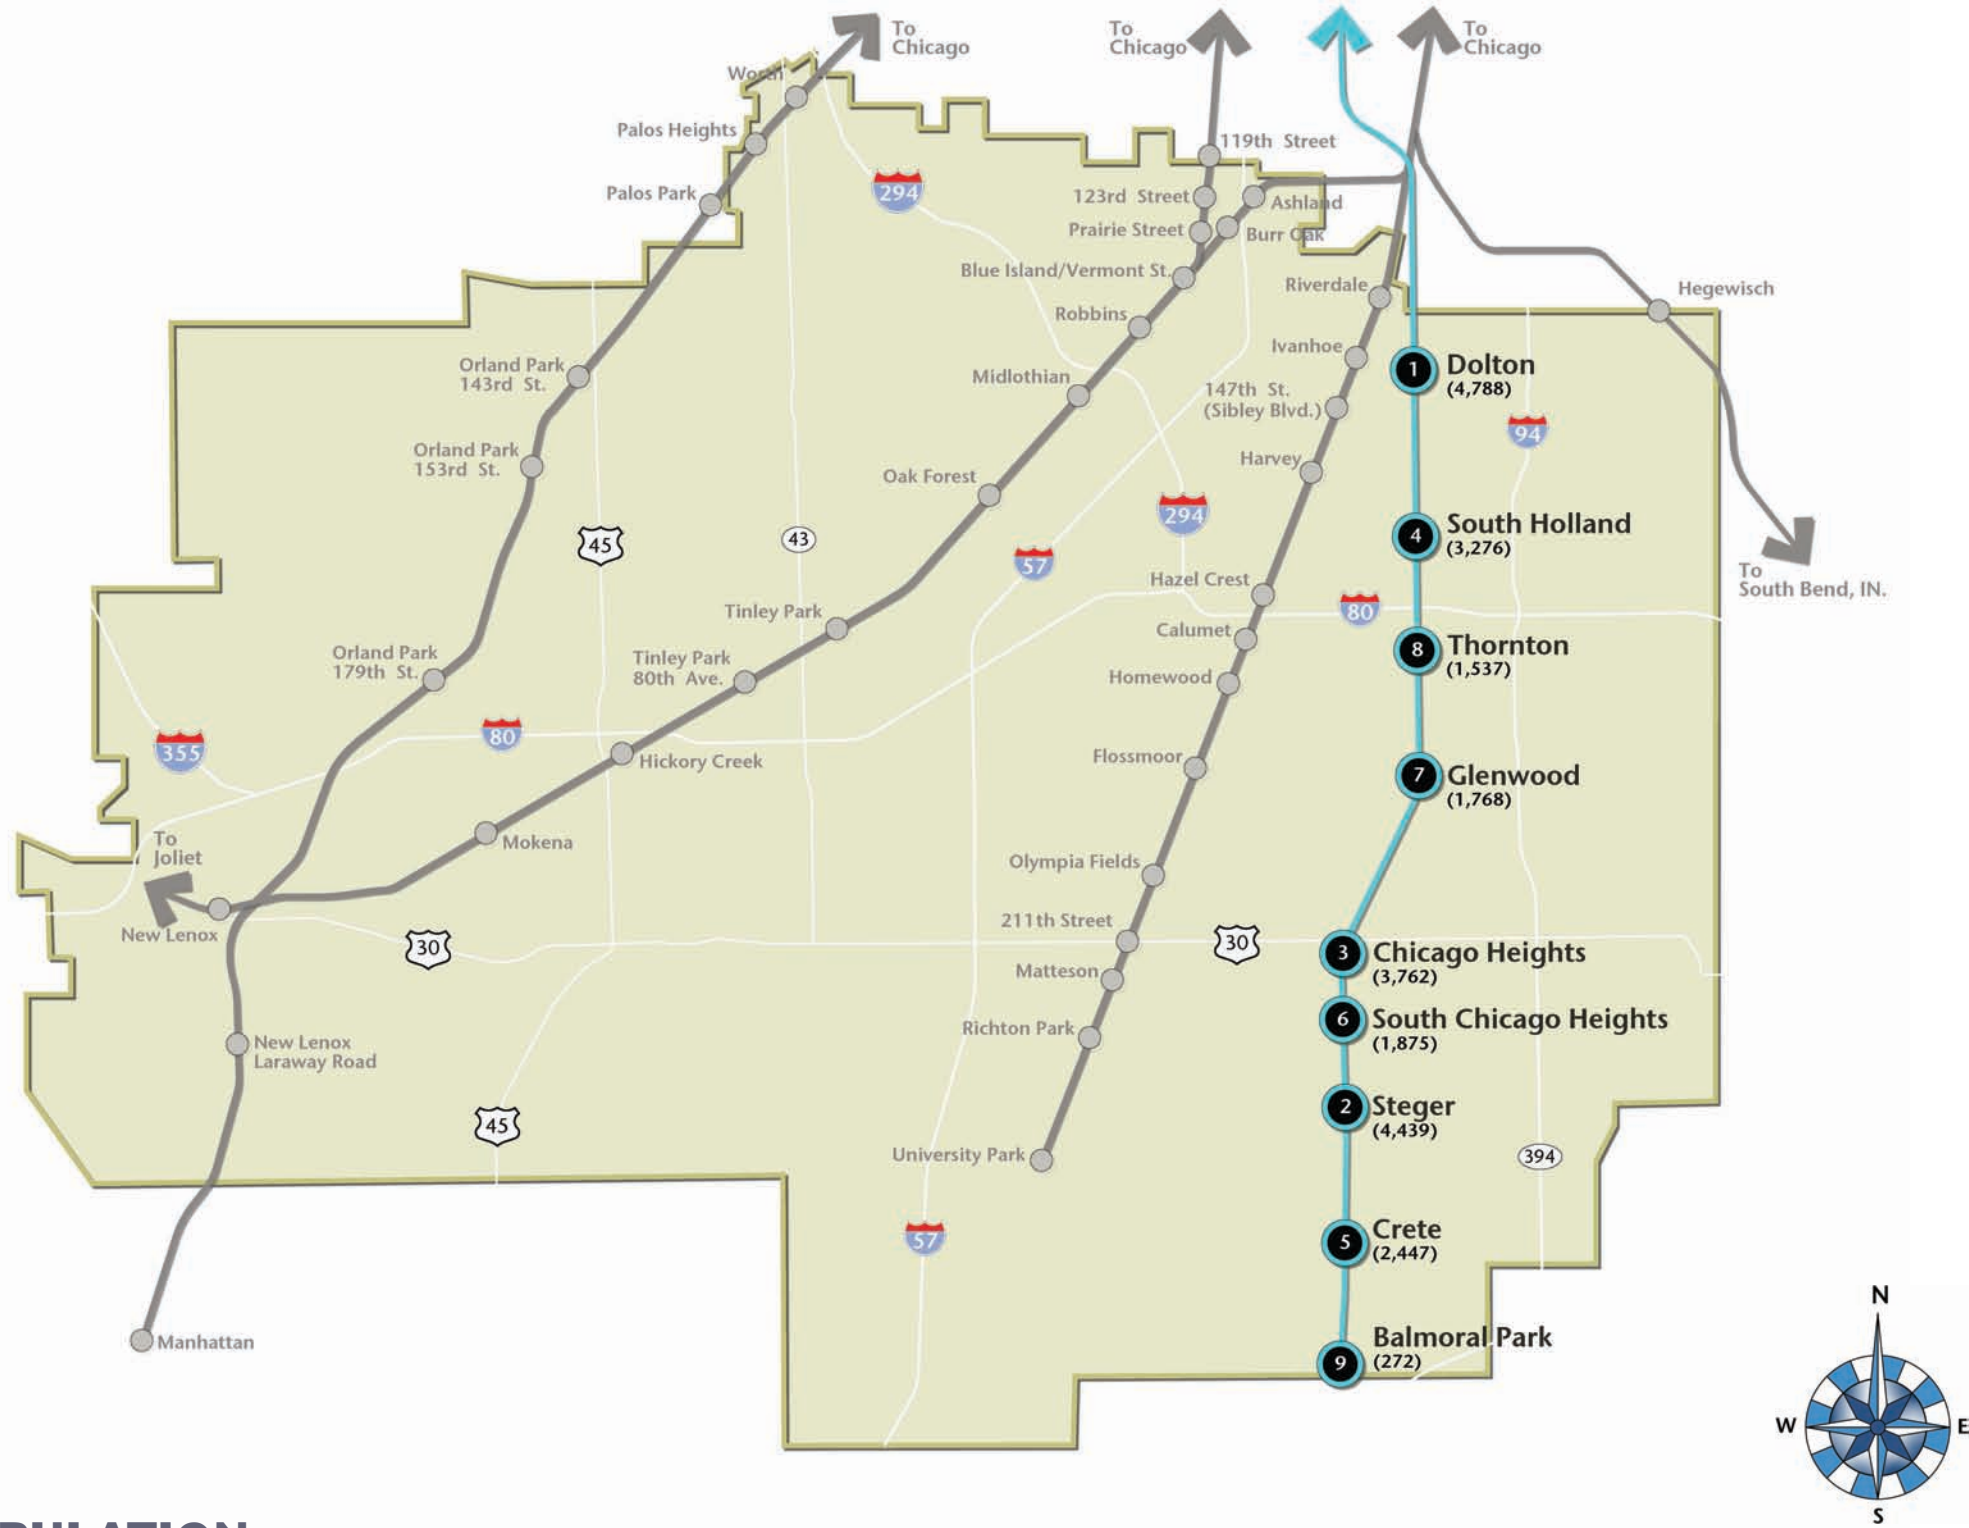 To
Chicago
To
Chicago
To
Chicago
Worth
Palos Heights
119th Street
294
Palos Park
123rd Street
Ashland
Prairie Street
Burr Oak
Blue Island/Vermont St.
Riverdale
Hegewisch
Robbins
Ivanhoe
Orland Park
143rd St.
Midlothian
1
Dolton
(4,788)
147th St.
(Sibley Blvd.)
94
Orland Park
153rd St.
Harvey
Oak Forest
294
4
South Holland
(3,276)
45
43
57
To
South Bend, IN.
Hazel Crest
80
Tinley Park
Calumet
8
Thornton
(1,537)
Orland Park
179th St.
Tinley Park
80th Ave.
Homewood
355
80
Hickory Creek
Flossmoor
7
Glenwood
(1,768)
To
Joliet
Mokena
Olympia Fields
211th Street
New Lenox
30
30
3
Chicago Heights
(3,762)
Matteson
6
South Chicago Heights
(1,875)
Richton Park
New Lenox
Laraway Road
2
Steger
(4,439)
45
University Park
394
57
5
Crete
(2,447)
Manhattan
Balmoral Park
9
(272)
N
W
E
S